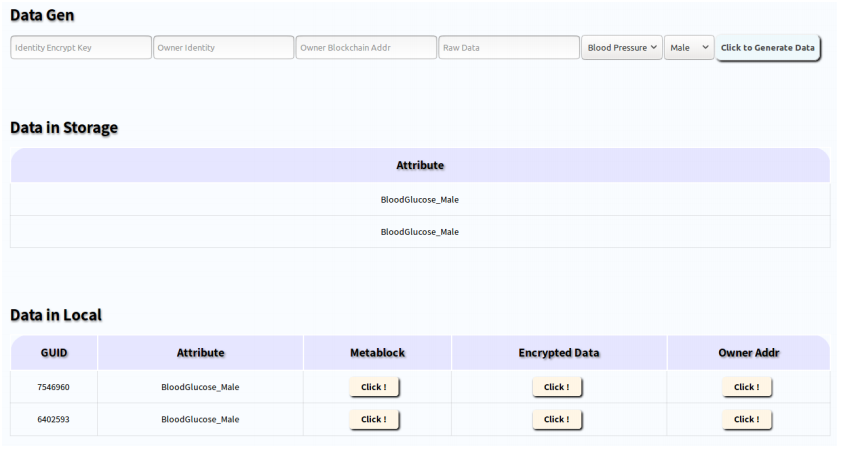 Data Gen
Identity Encrypt Key Owner Identity Owner Blockchain Addr Raw Data Blood Pressure Male Click to Generate Data
Data in Storage
Attribute
BloodGlucose_Male
BloodGlucose_Male
Data in Local
GUID Attribute Metablock Encrypted Data Owner Addr
7546960 BloodGlucose_Male Click ! Click ! Click !
6402593 BloodGlucose_Male Click ! Click ! Click !